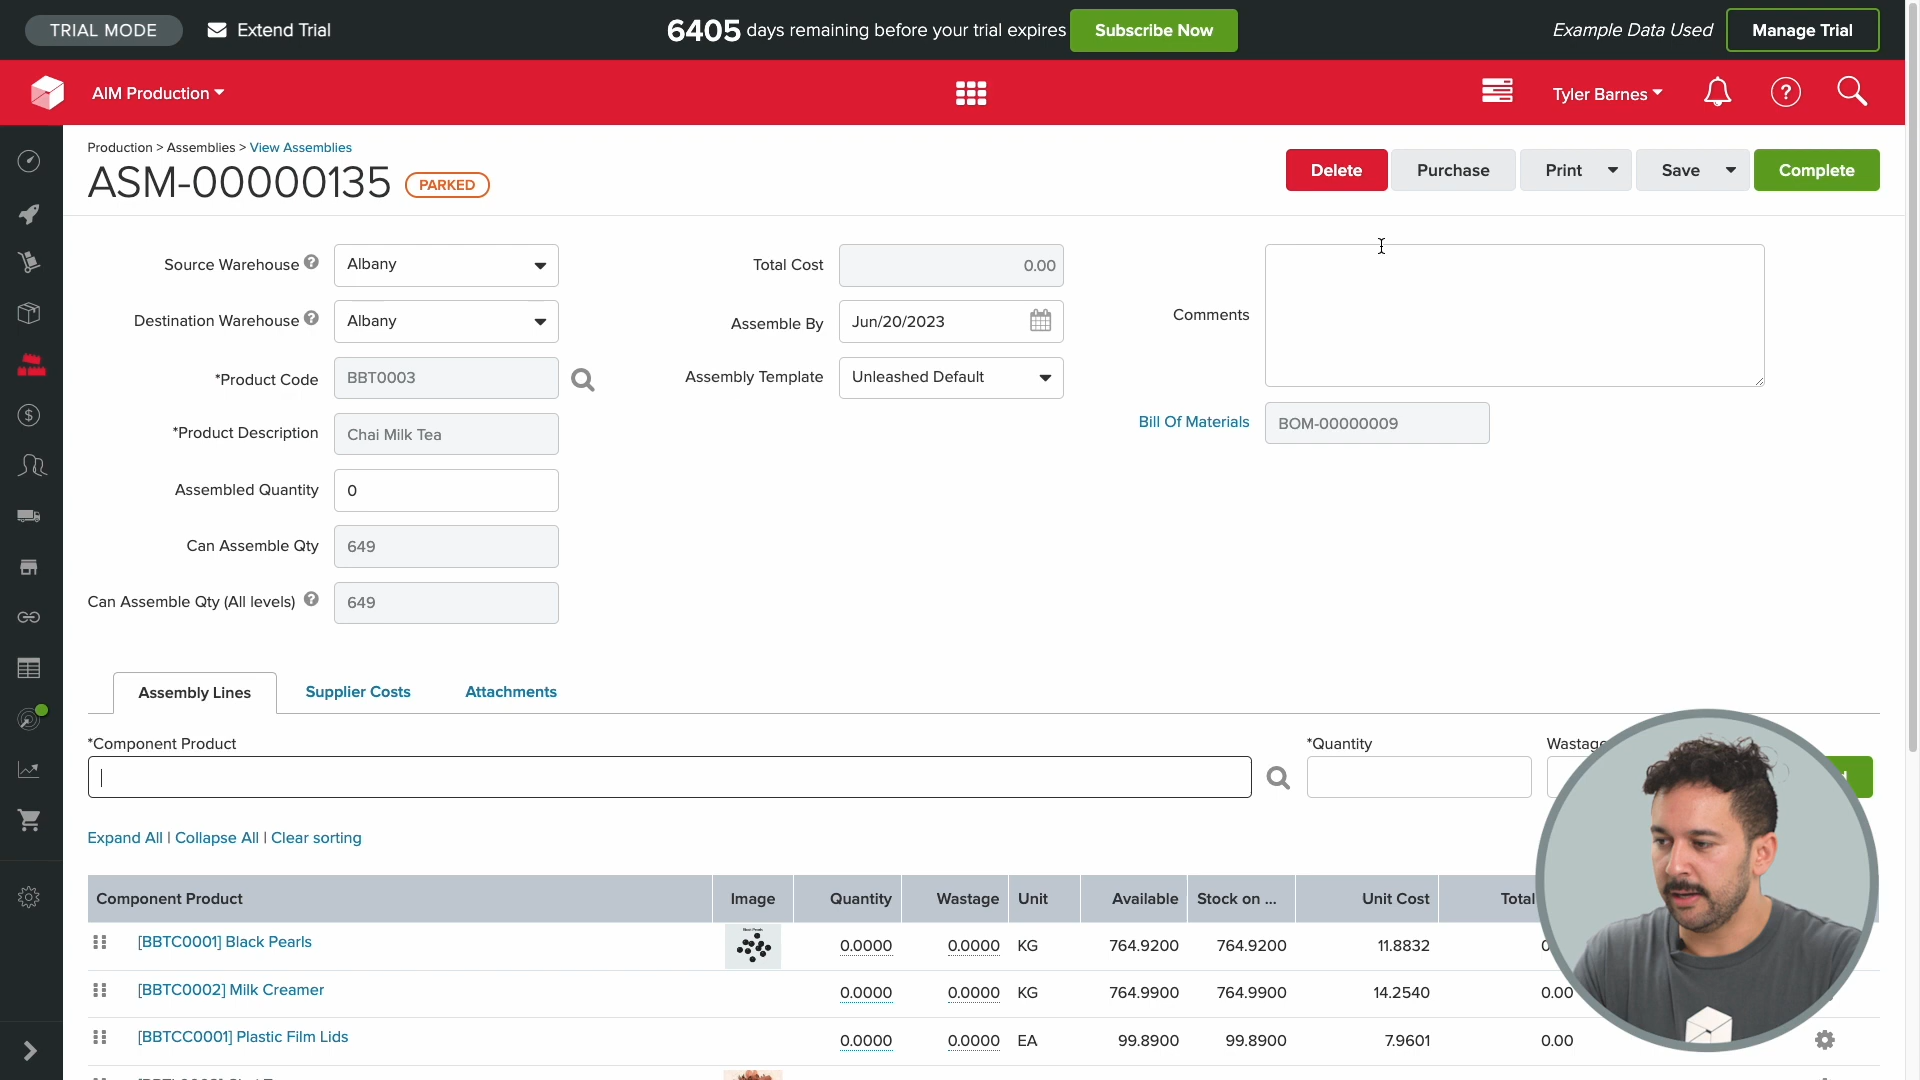 TRIAL MODE Extend Trial 6405 days remaining before your trial expires Subscribe Now Example Data Used Manage Trial
AIM Production Tyler Barnes
Production > Assemblies > View Assemblies
ASM-00000135 PARKED Delete Purchase Print Save Complete
Source Warehouse Albany Total Cost 0.00
Destination Warehouse Albany Assemble By Jun/20/2023 Comments
*Product Code BBT0003 Assembly Template Unleashed Default
*Product Description Chai Milk Tea Bill Of Materials BOM-00000009
Assembled Quantity 0
Can Assemble Qty 649
Can Assemble Qty (All levels) 649
Assembly Lines Supplier Costs Attachments
*Component Product *Quantity
Expand All | Collapse All | Clear sorting
Component Product Image Quantity Wastage Unit Available Stock on ... Unit Cost Total
[BBTC0001] Black Pearls 0.0000 0.0000 KG 764.9200 764.9200 11.8832
[BBTC0002] Milk Creamer 0.0000 0.0000 KG 764.9900 764.9900 14.2540 0.00
[BBTCC0001] Plastic Film Lids 0.0000 0.0000 EA 99.8900 99.8900 7.9601 0.00